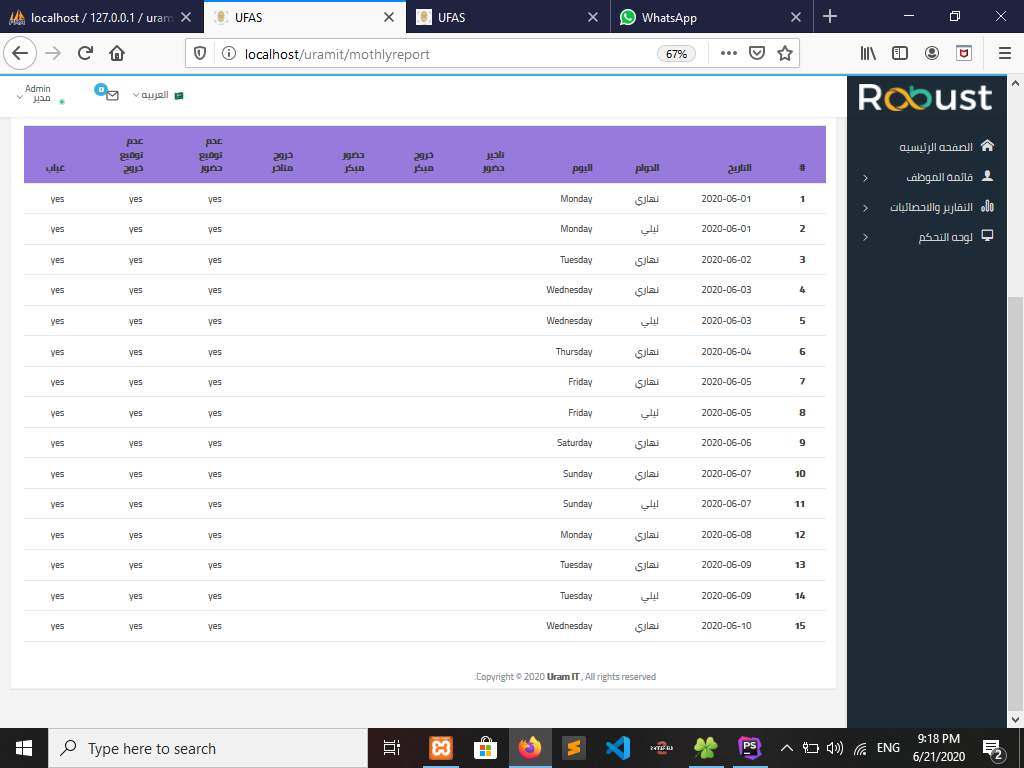 localhost / 127.0.0.1 / uram
UFAS
UFAS
WhatsApp
localhost/uramit/mothlyreport
67%
Admin
مدير
0
العربيه
Robust
الصفحه الرئيسيه
قائمة الموظف
التقارير والاحصائيات
لوحه التحكم
# التاريخ الدوام اليوم تاخير حضور خروج مبكر حضور مبكر خروج متاخر عدم توقيع حضور عدم توقيع خروج غياب
1 2020-06-01 نهاري Monday yes yes yes
2 2020-06-01 ليلي Monday yes yes yes
3 2020-06-02 نهاري Tuesday yes yes yes
4 2020-06-03 نهاري Wednesday yes yes yes
5 2020-06-03 ليلي Wednesday yes yes yes
6 2020-06-04 نهاري Thursday yes yes yes
7 2020-06-05 نهاري Friday yes yes yes
8 2020-06-05 ليلي Friday yes yes yes
9 2020-06-06 نهاري Saturday yes yes yes
10 2020-06-07 نهاري Sunday yes yes yes
11 2020-06-07 ليلي Sunday yes yes yes
12 2020-06-08 نهاري Monday yes yes yes
13 2020-06-09 نهاري Tuesday yes yes yes
14 2020-06-09 ليلي Tuesday yes yes yes
15 2020-06-10 نهاري Wednesday yes yes yes
.Copyright © 2020 Uram IT , All rights reserved
Type here to search
PS
ENG
9:18 PM
6/21/2020
2